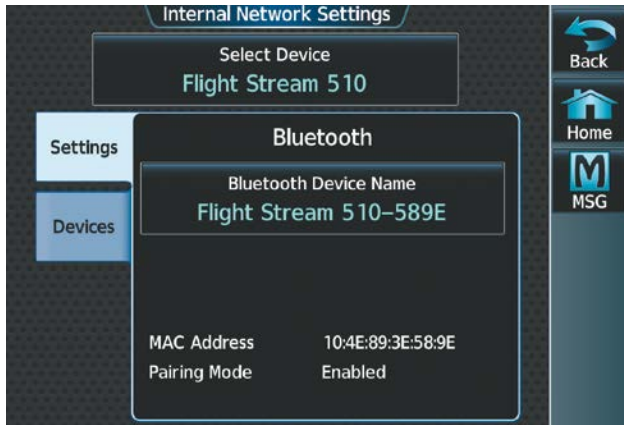 Internal Network Settings
Select Device
Flight Stream 510
Back
Home
MSG
Settings
Devices
Bluetooth
Bluetooth Device Name
Flight Stream 510-589E
MAC Address 10:4E:89:3E:58:9E
Pairing Mode Enabled